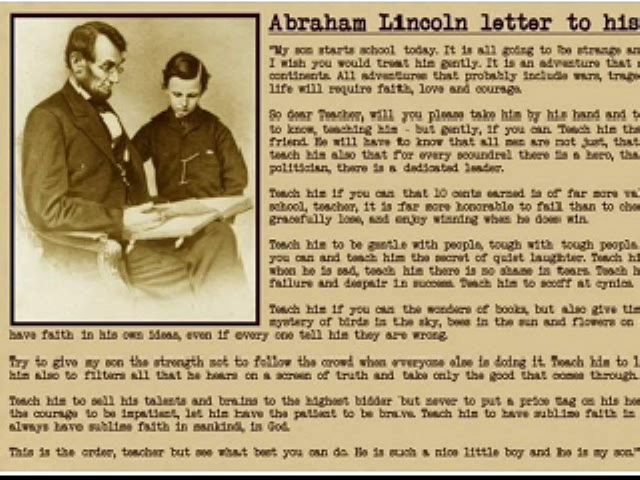 Abraham Lincoln letter to his
"My son starts school today. It is all going to be strange an
I wish you would treat him gently. It is an adventure that
continents. All adventures that probably include wars, trage
life will require faith, love and courage.
So dear Teacher, will you please take him by his hand and te
to know, teaching him - but gently, if you can. Teach him tha
friend. He will have to know that all men are not just, that
teach him also that for every scoundrel there is a hero, tha
politician, there is a dedicated leader.
Teach him if you can that 10 cents earned is of far more val
school, teacher, it is far more honorable to fail than to chea
gracefully lose, and enjoy winning when he does win.
Teach him to be gentle with people, tough with tough people.
you can and teach him the secret of quiet laughter. Teach hi
when he is sad, teach him there is no shame in tears. Teach h
failure and despair in success. Teach him to scoff at cynics.
Teach him if you can the wonders of books, but also give tim
mystery of birds in the sky, bees in the sun and flowers on
have faith in his own ideas, even if every one tell him they are wrong.
Try to give my son the strength not to follow the crowd when everyone else is doing it. Teach him to l
him also to filters all that he hears on a screen of truth and take only the good that comes through.
Teach him to sell his talents and brains to the highest bidder but never to put a price tag on his hea
the courage to be impatient, let him have the patient to be brave. Teach him to have sublime faith in
always have sublime faith in mankind, in God.
This is the order, teacher but see what best you can do. He is such a nice little boy and he is my son."